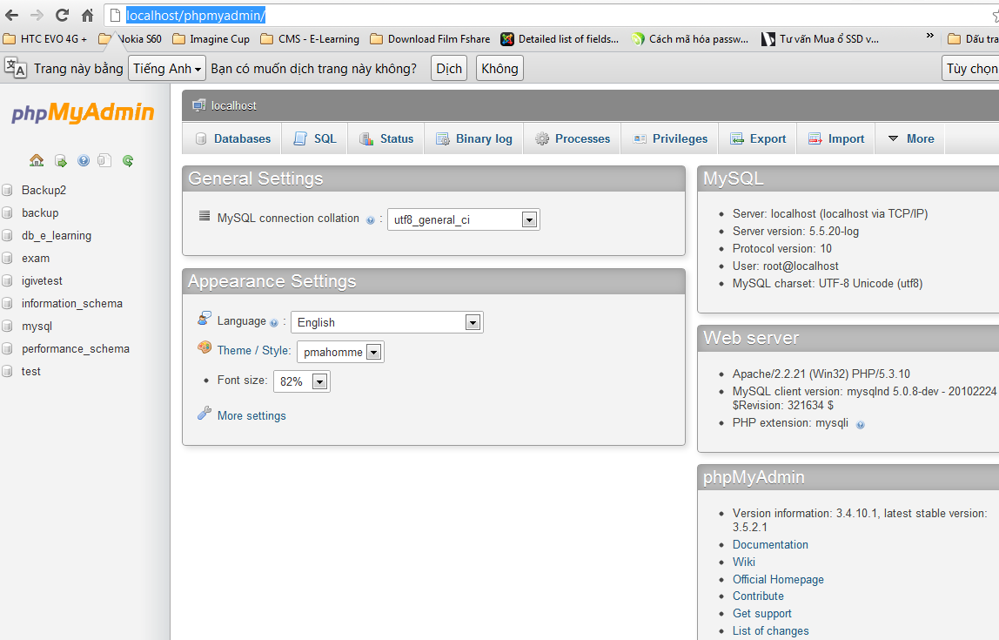 localhost/phpmyadmin/
HTC EVO 4G + Nokia S60 Imagine Cup CMS - E-Learning Download Film Fshare Detailed list of fields... Cách mã hóa passw... Tư vấn Mua ổ SSD v... » Dấu tra
Trang này bằng Tiếng Anh Bạn có muốn dịch trang này không? Dịch Không Tùy chọn
phpMyAdmin
Backup2
backup
db_e_learning
exam
igivetest
information_schema
mysql
performance_schema
test
localhost
Databases SQL Status Binary log Processes Privileges Export Import More
General Settings
MySQL connection collation : utf8_general_ci
Appearance Settings
Language : English
Theme / Style: pmahomme
Font size: 82%
More settings
MySQL
Server: localhost (localhost via TCP/IP)
Server version: 5.5.20-log
Protocol version: 10
User: root@localhost
MySQL charset: UTF-8 Unicode (utf8)
Web server
Apache/2.2.21 (Win32) PHP/5.3.10
MySQL client version: mysqlnd 5.0.8-dev - 20102224
$Revision: 321634 $
PHP extension: mysqli
phpMyAdmin
Version information: 3.4.10.1, latest stable version:
3.5.2.1
Documentation
Wiki
Official Homepage
Contribute
Get support
List of changes